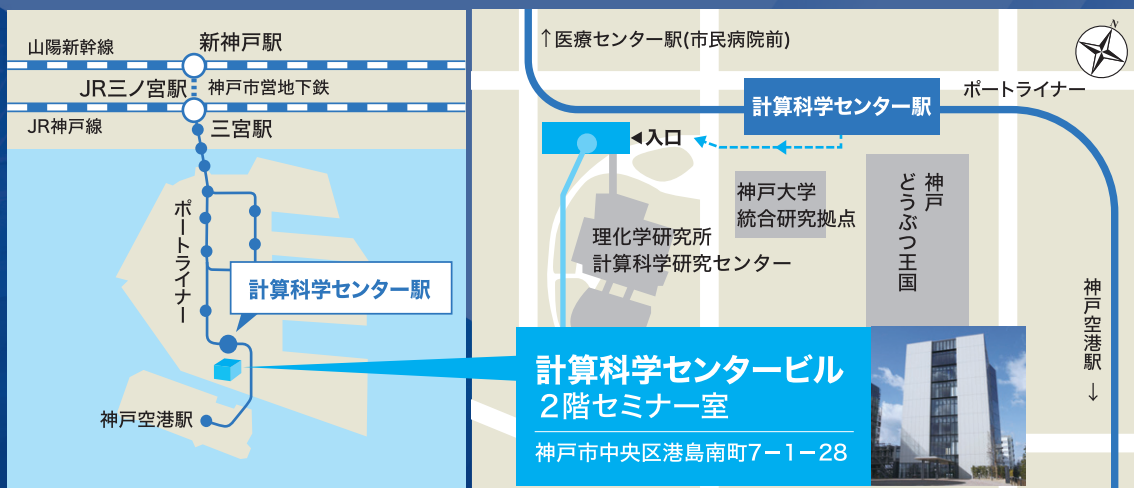 山陽新幹線
新神戸駅
JR三ノ宮駅
神戸市営地下鉄
JR神戸線
三宮駅
ポートライナー
計算科学センター駅
神戸空港駅
↑医療センター駅(市民病院前)
N
計算科学センター駅
ポートライナー
◀入口
神戸大学
統合研究拠点
神戸
どうぶつ王国
理化学研究所
計算科学研究センター
神戸空港駅
↓
計算科学センタービル
2階セミナー室
神戸市中央区港島南町7−1−28